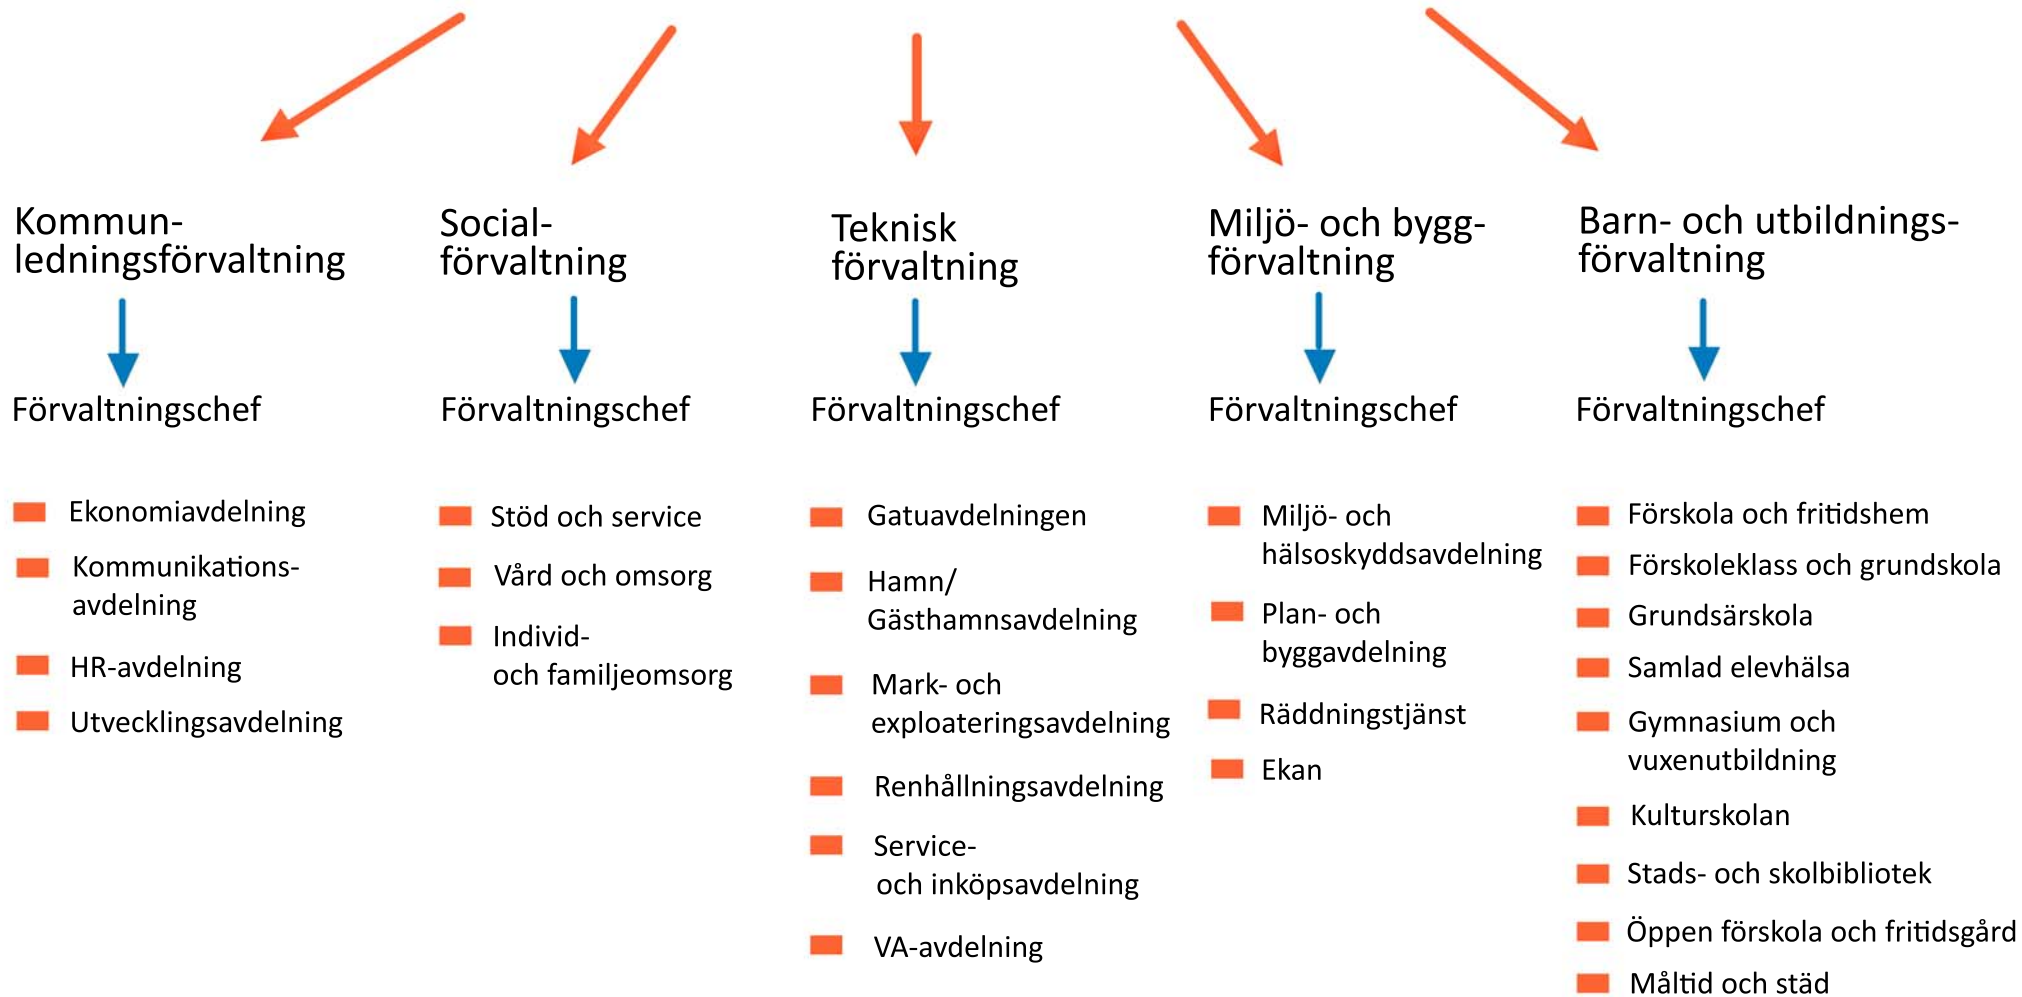 Kommun-
ledningsförvaltning
Förvaltningschef
Ekonomiavdelning
Kommunikations-
avdelning
HR-avdelning
Utvecklingsavdelning
Social-
förvaltning
Förvaltningschef
Stöd och service
Vård och omsorg
Individ-
och familjeomsorg
Teknisk
förvaltning
Förvaltningschef
Gatuavdelningen
Hamn/
Gästhamnsavdelning
Mark- och
exploateringsavdelning
Renhållningsavdelning
Service-
och inköpsavdelning
VA-avdelning
Miljö- och bygg-
förvaltning
Förvaltningschef
Miljö- och
hälsoskyddsavdelning
Plan- och
byggavdelning
Räddningstjänst
Ekan
Barn- och utbildnings-
förvaltning
Förvaltningschef
Förskola och fritidshem
Förskoleklass och grundskola
Grundsärskola
Samlad elevhälsa
Gymnasium och
vuxenutbildning
Kulturskolan
Stads- och skolbibliotek
Öppen förskola och fritidsgård
Måltid och städ